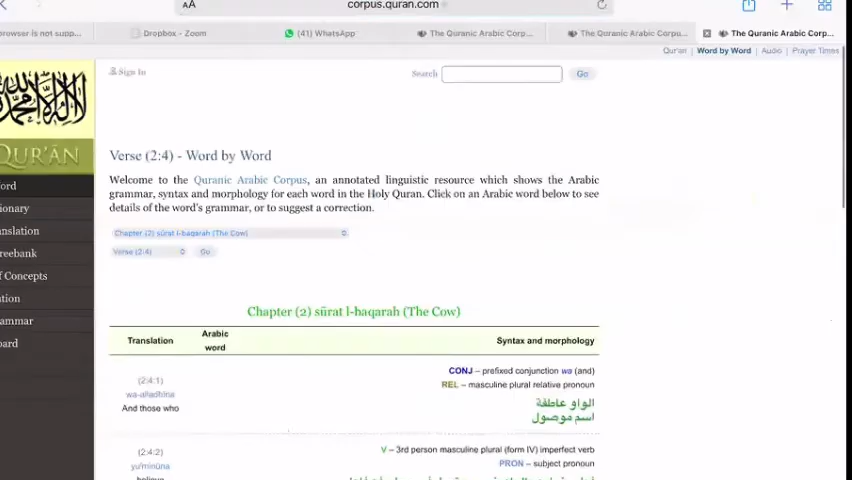 AA
corpus.quran.com
rowser is not supp...
Dropbox - Zoom
(41) WhatsApp
The Quranic Arabic Corp...
The Quranic Arabic Corpu...
The Quranic Arabic Corp...
Qur'an | Word by Word | Audio | Prayer Times
Sign In
Search
Go
QUR'ĀN
ord
ionary
anslation
reebank
f Concepts
ation
ammar
oard
Verse (2:4) - Word by Word
Welcome to the Quranic Arabic Corpus, an annotated linguistic resource which shows the Arabic
grammar, syntax and morphology for each word in the Holy Quran. Click on an Arabic word below to see
details of the word's grammar, or to suggest a correction.
Chapter (2) sūrat l-baqarah (The Cow)
Verse (2:4)
Go
Chapter (2) sūrat l-baqarah (The Cow)
Translation
Arabic
word
Syntax and morphology
(2:4:1)
wa-alladhīna
And those who
CONJ – prefixed conjunction wa (and)
REL – masculine plural relative pronoun
الواو عاطفة
اسم موصول
(2:4:2)
yu'minūna
believe
V – 3rd person masculine plural (form IV) imperfect verb
PRON – subject pronoun